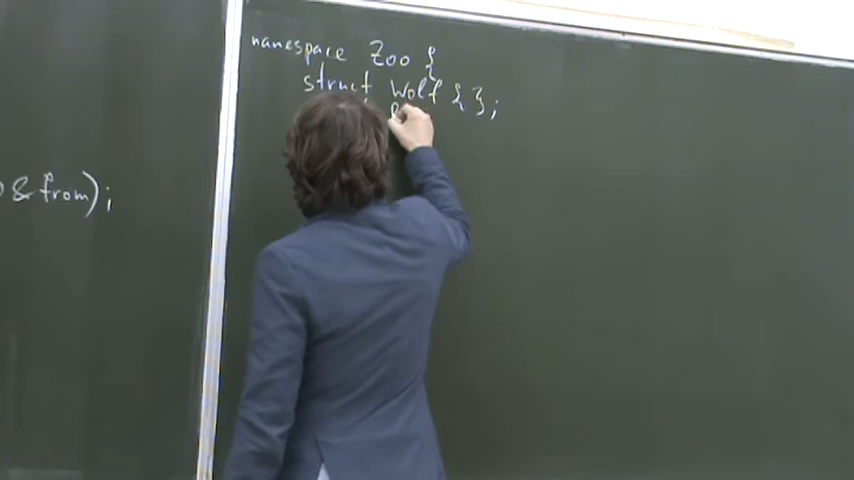 & from);
namespace Zoo {
struct Wolf { };